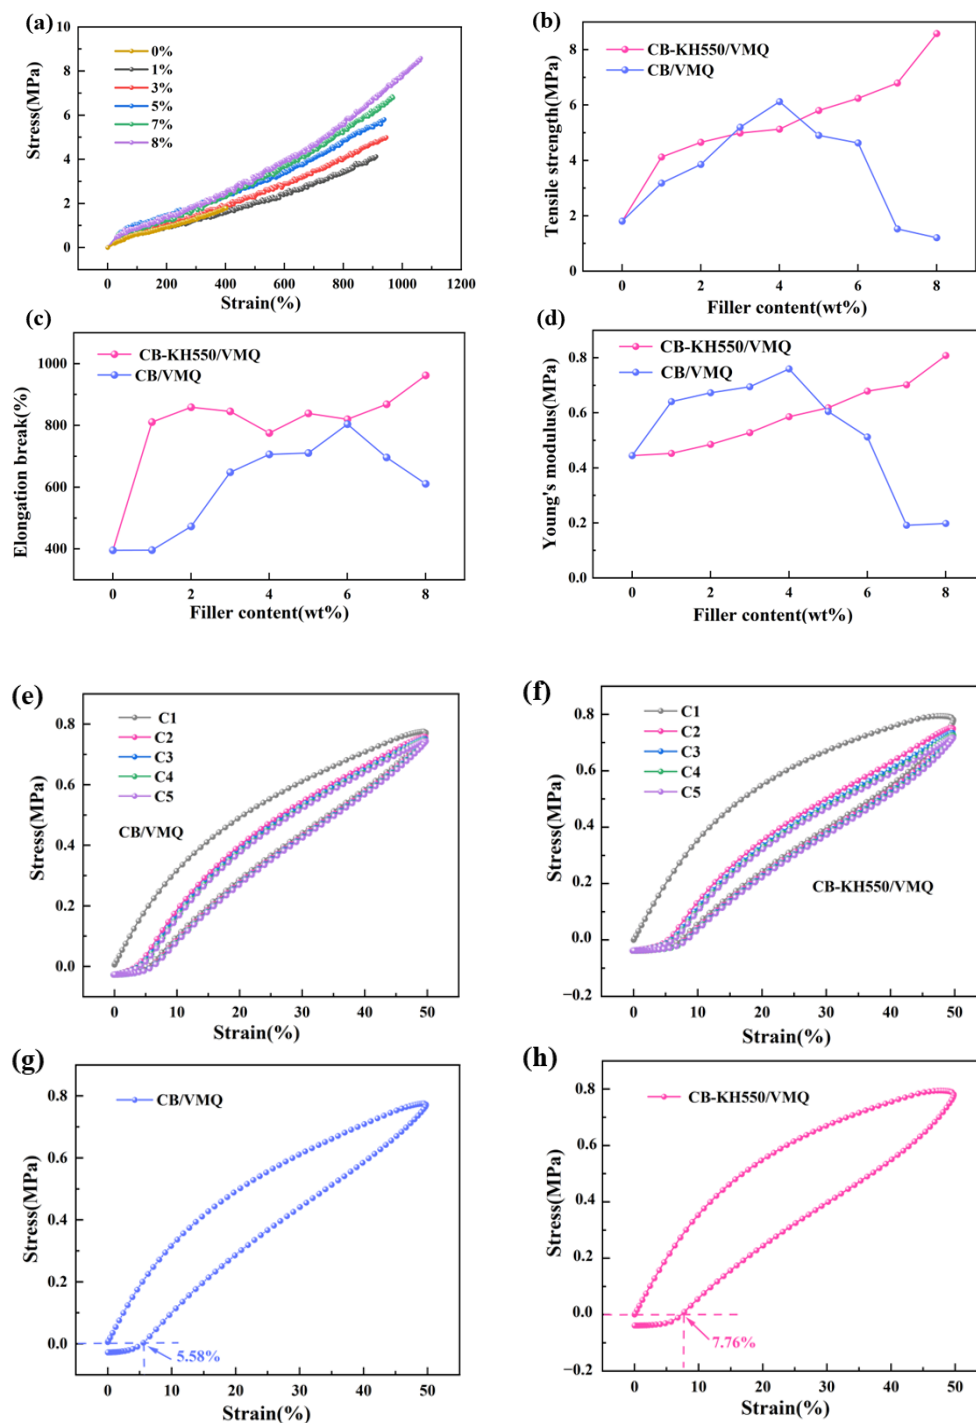 (a)
10
8
6
4
2
0
Stress(MPa)
0%
1%
3%
5%
7%
8%
0 200 400 600 800 1000 1200
Strain(%)
(b)
8
6
4
2
0
Tensile strength(MPa)
CB-KH550/VMQ
CB/VMQ
0 2 4 6 8
Filler content(wt%)
(c)
1000
800
600
400
Elongation break(%)
CB-KH550/VMQ
CB/VMQ
0 2 4 6 8
Filler content(wt%)
(d)
0.8
0.6
0.4
0.2
0.0
Young's modulus(MPa)
CB-KH550/VMQ
CB/VMQ
0 2 4 6 8
Filler content(wt%)
(e)
0.8
0.6
0.4
0.2
0.0
Stress(MPa)
C1
C2
C3
C4
C5
CB/VMQ
0 10 20 30 40 50
Strain(%)
(f)
0.8
0.6
0.4
0.2
0.0
−0.2
Stress(MPa)
C1
C2
C3
C4
C5
CB-KH550/VMQ
0 10 20 30 40 50
Strain(%)
(g)
0.8
0.6
0.4
0.2
0.0
Stress(MPa)
CB/VMQ
5.58%
0 10 20 30 40 50
Strain(%)
(h)
0.8
0.6
0.4
0.2
0.0
−0.2
Stress(MPa)
CB-KH550/VMQ
7.76%
0 10 20 30 40 50
Strain(%)